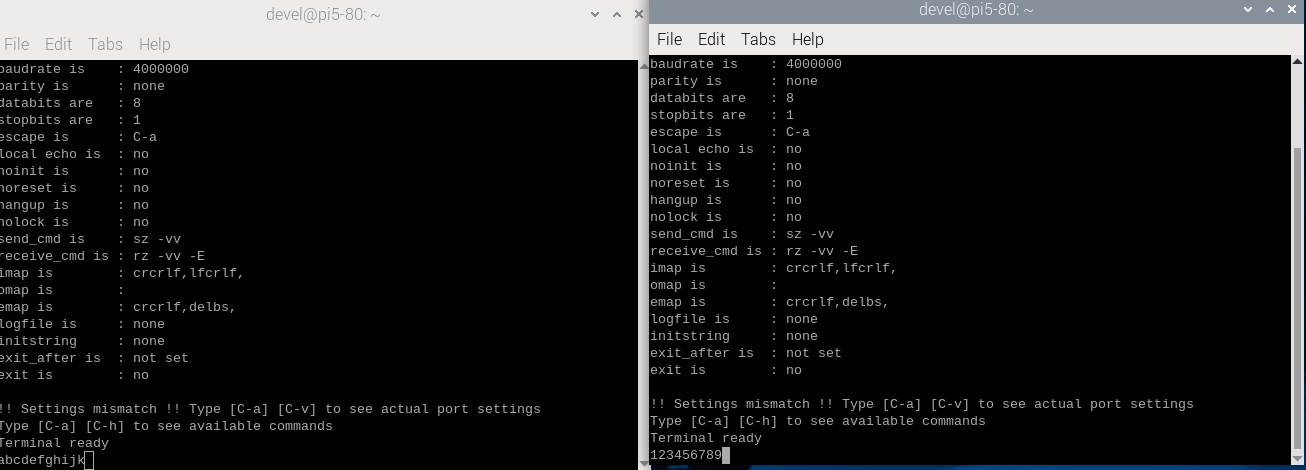 devel@pi5-80: ~
File Edit Tabs Help
baudrate is    : 4000000
parity is      : none
databits are   : 8
stopbits are   : 1
escape is      : C-a
local echo is  : no
noinit is      : no
noreset is     : no
hangup is      : no
nolock is      : no
send_cmd is    : sz -vv
receive_cmd is : rz -vv -E
imap is        : crcrlf,lfcrlf,
omap is        :
emap is        : crcrlf,delbs,
logfile is     : none
initstring     : none
exit_after is  : not set
exit is        : no
!! Settings mismatch !! Type [C-a] [C-v] to see actual port settings
Type [C-a] [C-h] to see available commands
Terminal ready
abcdefghijk
devel@pi5-80: ~
File Edit Tabs Help
baudrate is    : 4000000
parity is      : none
databits are   : 8
stopbits are   : 1
escape is      : C-a
local echo is  : no
noinit is      : no
noreset is     : no
hangup is      : no
nolock is      : no
send_cmd is    : sz -vv
receive_cmd is : rz -vv -E
imap is        : crcrlf,lfcrlf,
omap is        :
emap is        : crcrlf,delbs,
logfile is     : none
initstring     : none
exit_after is  : not set
exit is        : no
!! Settings mismatch !! Type [C-a] [C-v] to see actual port settings
Type [C-a] [C-h] to see available commands
Terminal ready
123456789